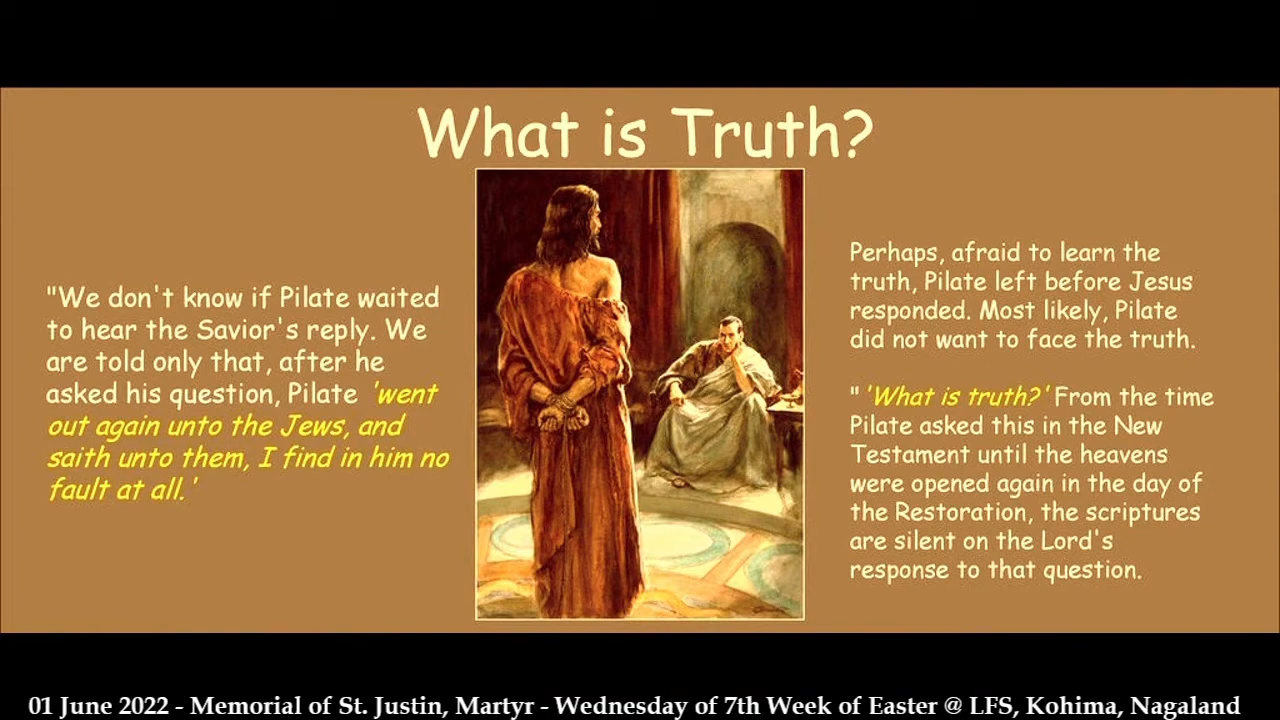 What is Truth?
"We don't know if Pilate waited
to hear the Savior's reply. We
are told only that, after he
asked his question, Pilate 'went
out again unto the Jews, and
saith unto them, I find in him no
fault at all.'
Perhaps, afraid to learn the
truth, Pilate left before Jesus
responded. Most likely, Pilate
did not want to face the truth.
" 'What is truth?' From the time
Pilate asked this in the New
Testament until the heavens
were opened again in the day of
the Restoration, the scriptures
are silent on the Lord's
response to that question.
01 June 2022 - Memorial of St. Justin, Martyr - Wednesday of 7th Week of Easter @ LFS, Kohima, Nagaland